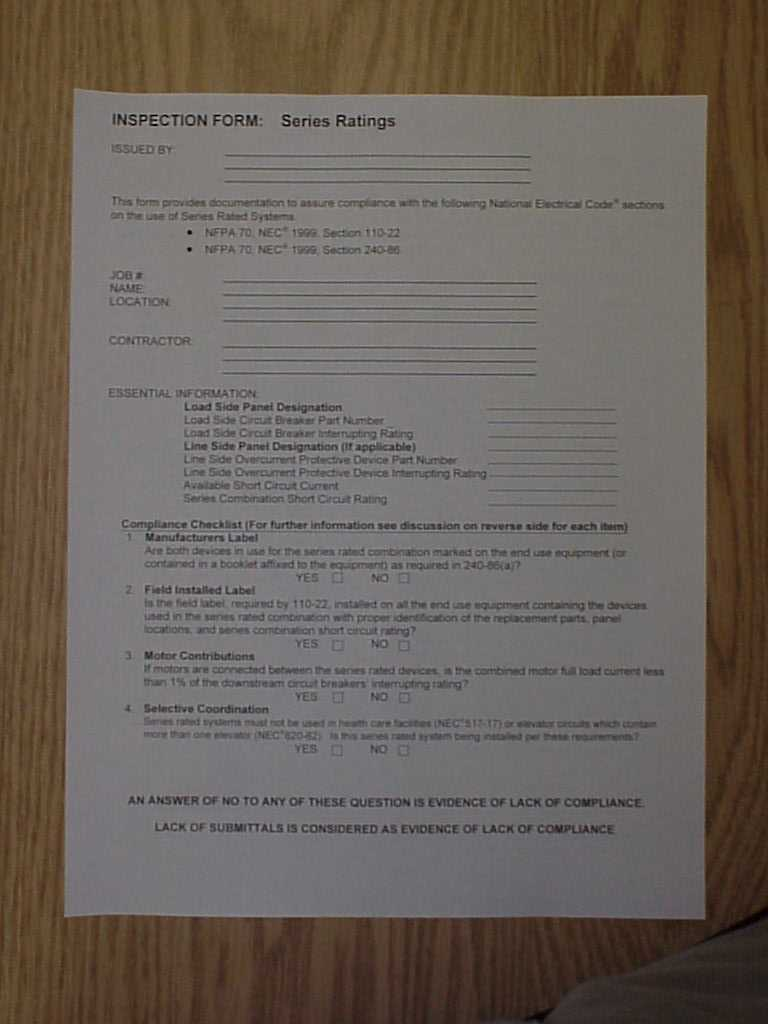 INSPECTION FORM: Series Ratings
ISSUED BY:
This form provides documentation to assure compliance with the following National Electrical Code® sections
on the use of Series Rated Systems.
• NFPA 70, NEC® 1999, Section 110-22
• NFPA 70, NEC® 1999, Section 240-86
JOB #:
NAME:
LOCATION:
CONTRACTOR:
ESSENTIAL INFORMATION:
Load Side Panel Designation
Load Side Circuit Breaker Part Number
Load Side Circuit Breaker Interrupting Rating
Line Side Panel Designation (If applicable)
Line Side Overcurrent Protective Device Part Number
Line Side Overcurrent Protective Device Interrupting Rating
Available Short Circuit Current
Series Combination Short Circuit Rating
Compliance Checklist (For further information see discussion on reverse side for each item)
1. Manufacturers Label
Are both devices in use for the series rated combination marked on the end use equipment (or
contained in a booklet affixed to the equipment) as required in 240-86(a)?
YES □ NO □
2. Field Installed Label
Is the field label, required by 110-22, installed on all the end use equipment containing the devices
used in the series rated combination with proper identification of the replacement parts, panel
locations, and series combination short circuit rating?
YES □ NO □
3. Motor Contributions
If motors are connected between the series rated devices, is the combined motor full load current less
than 1% of the downstream circuit breakers' interrupting rating?
YES □ NO □
4. Selective Coordination
Series rated systems must not be used in health care facilities (NEC® 517-17) or elevator circuits which contain
more than one elevator (NEC®620-62). Is this series rated system being installed per these requirements?
YES □ NO □
AN ANSWER OF NO TO ANY OF THESE QUESTION IS EVIDENCE OF LACK OF COMPLIANCE.
LACK OF SUBMITTALS IS CONSIDERED AS EVIDENCE OF LACK OF COMPLIANCE